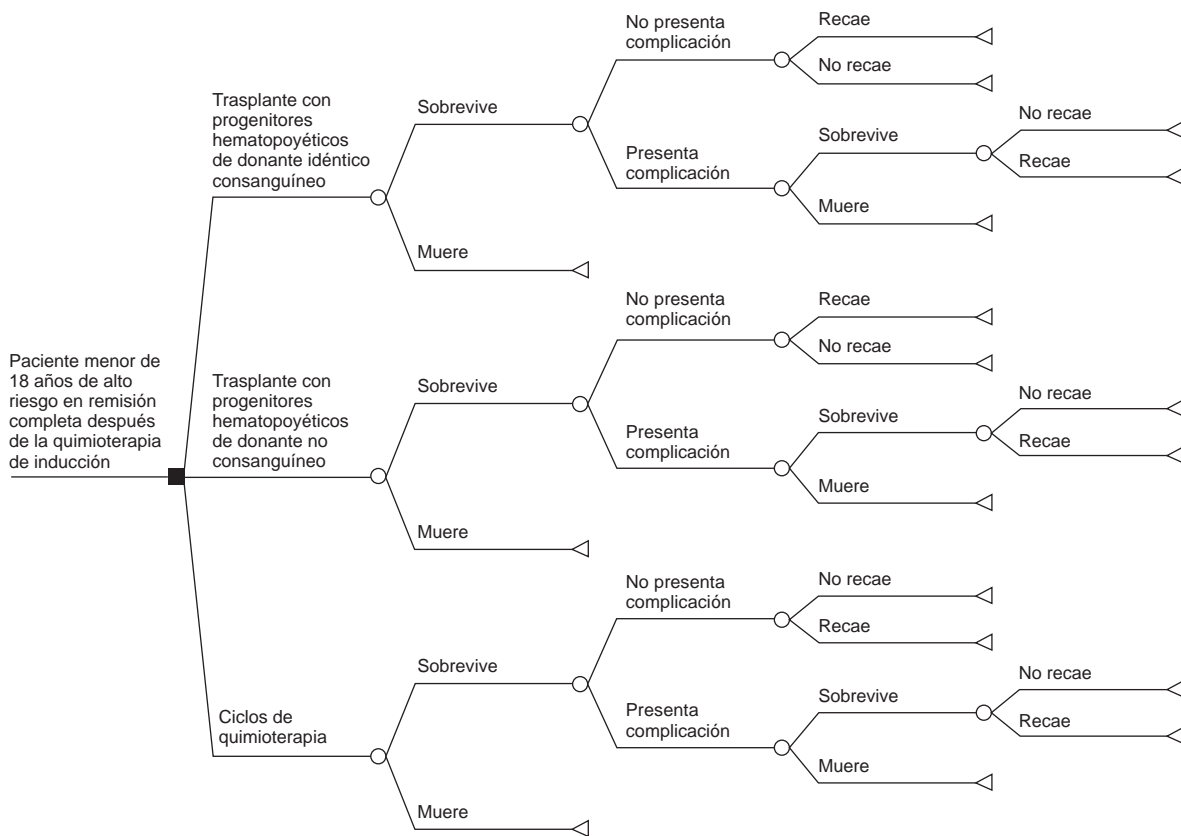 Paciente menor de
18 años de alto
riesgo en remisión
completa después
de la quimioterapia
de inducción
Trasplante con
progenitores
hematopoyéticos
de donante idéntico
consanguíneo
Sobrevive
No presenta
complicación
Recae
No recae
Presenta
complicación
Sobrevive
No recae
Recae
Muere
Muere
Trasplante con
progenitores
hematopoyéticos
de donante no
consanguíneo
Sobrevive
No presenta
complicación
Recae
No recae
Presenta
complicación
Sobrevive
No recae
Recae
Muere
Muere
Ciclos de
quimioterapia
Sobrevive
No presenta
complicación
No recae
Recae
Presenta
complicación
Sobrevive
No recae
Recae
Muere
Muere